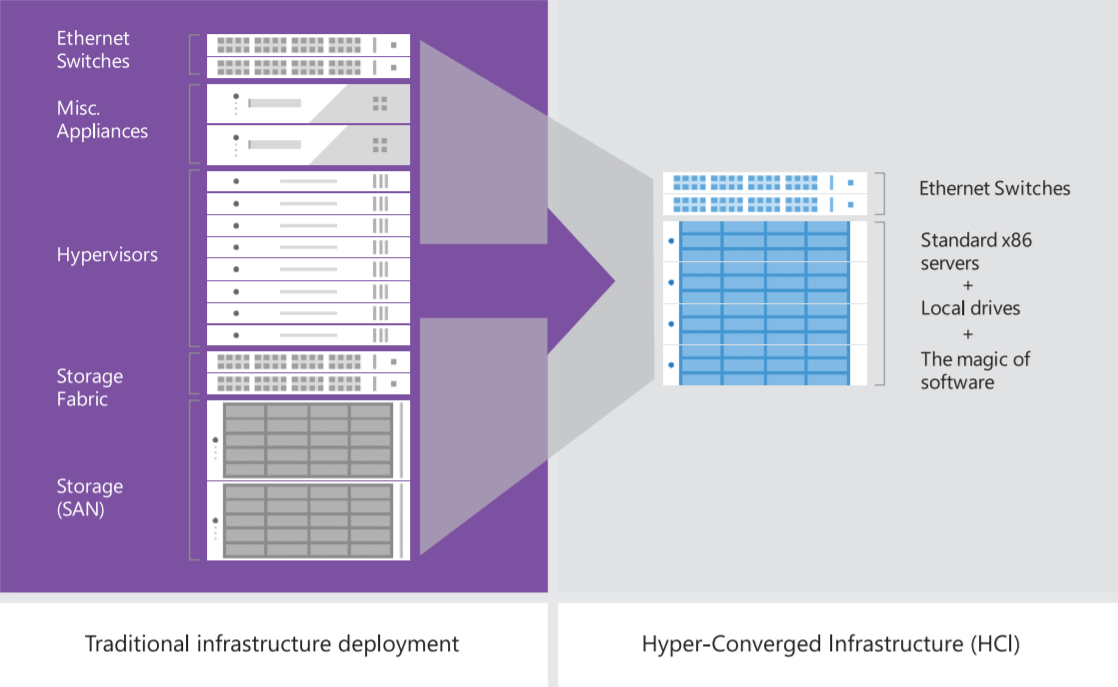 Ethernet
Switches
Misc.
Appliances
Hypervisors
Storage
Fabric
Storage
(SAN)
Ethernet Switches
Standard x86
servers
+
Local drives
+
The magic of
software
Traditional infrastructure deployment
Hyper-Converged Infrastructure (HCI)